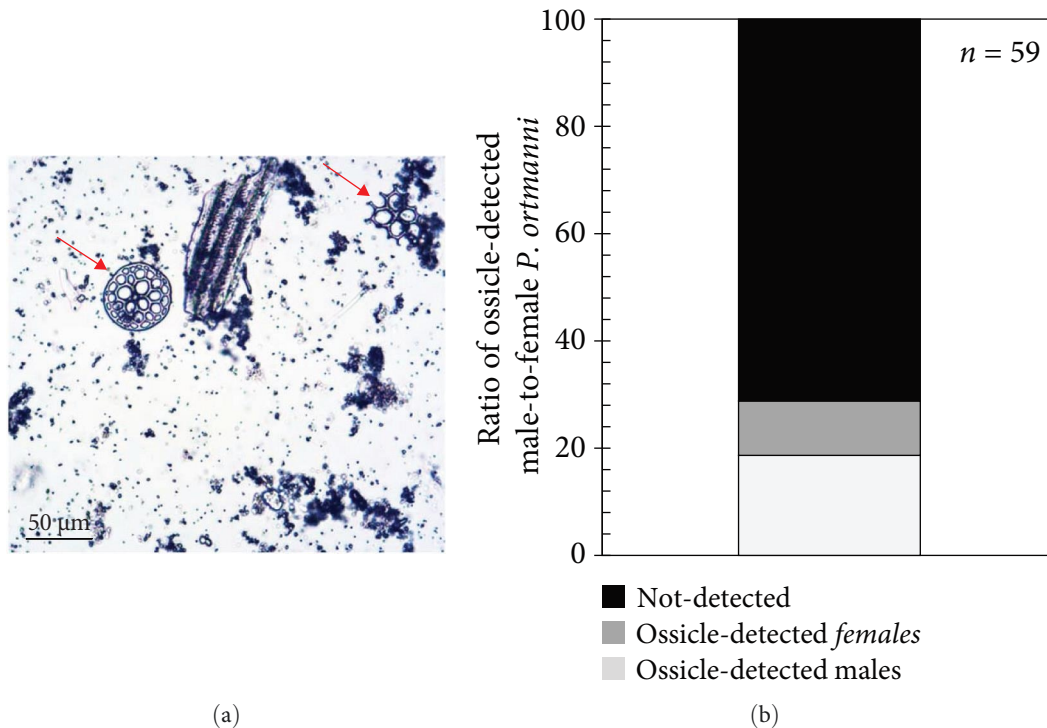 50 μm
(a)
Ratio of ossicle-detected
male-to-female P. ortmanni
100
80
60
40
20
0
n = 59
Not-detected
Ossicle-detected females
Ossicle-detected males
(b)